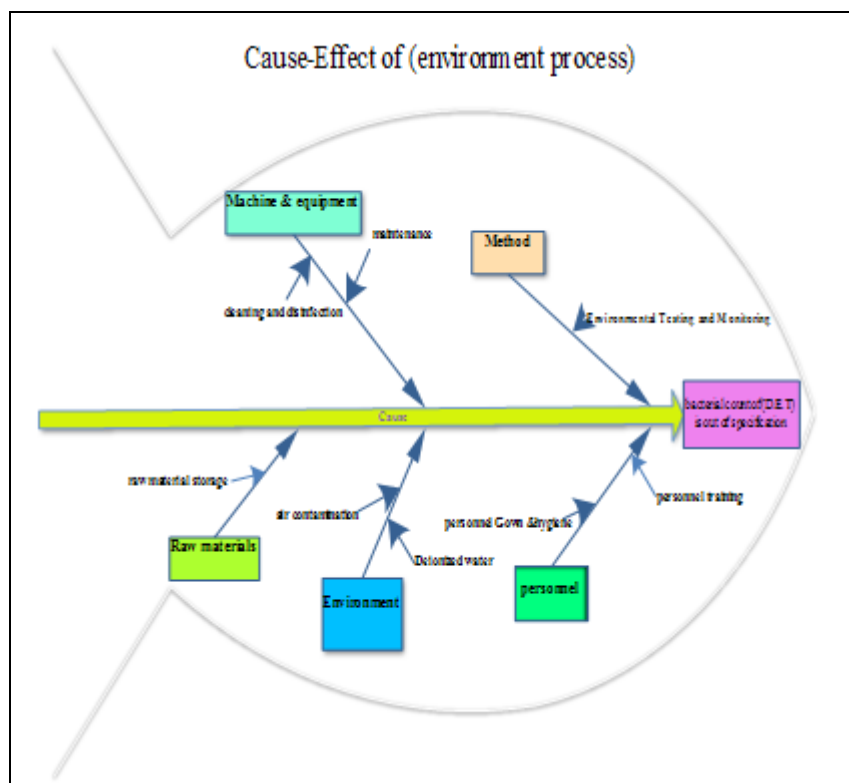 Cause-Effect of (environment process)
Machine & equipment
maintenance
Method
cleaning and disinfection
Environmental Testing and Monitoring
bacterial count of (D.E.T)
is out of specification
Cause
raw material storage
air contamination
personnel training
personnel Gown &hygiene
Raw materials
Deionized water
Environment
personnel